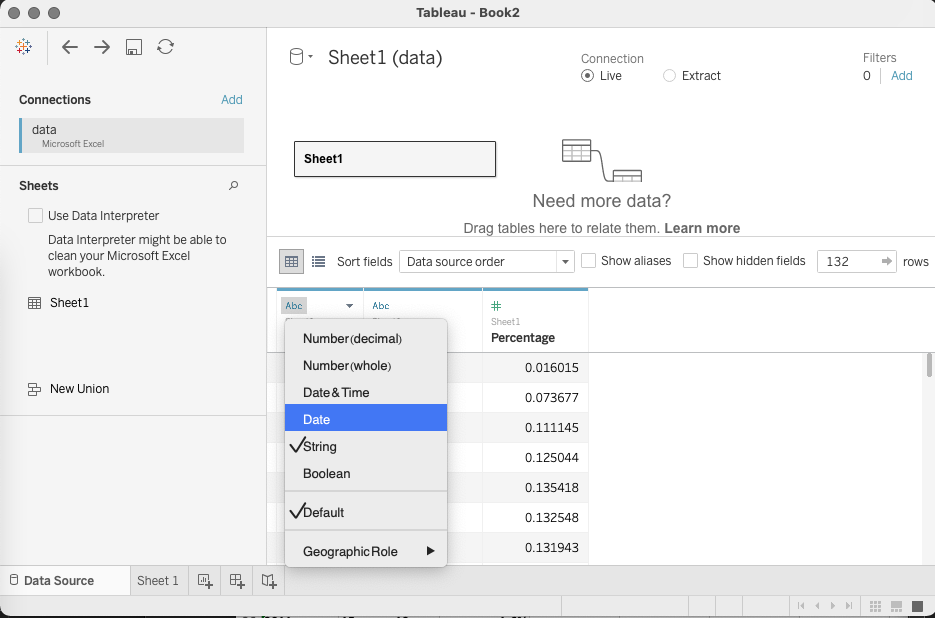 Tableau - Book2
Sheet1 (data)
Connection
Live
Extract
Filters
0
Add
Connections
Add
data
Microsoft Excel
Sheets
Use Data Interpreter
Data Interpreter might be able to
clean your Microsoft Excel
workbook.
Sheet1
New Union
Sheet1
Need more data?
Drag tables here to relate them. Learn more
Sort fields
Data source order
Show aliases
Show hidden fields
132
rows
Abc
Abc
#
Sheet1
Percentage
0.016015
0.073677
0.111145
0.125044
0.135418
0.132548
0.131943
Number (decimal)
Number (whole)
Date & Time
Date
String
Boolean
Default
Geographic Role
Data Source
Sheet 1